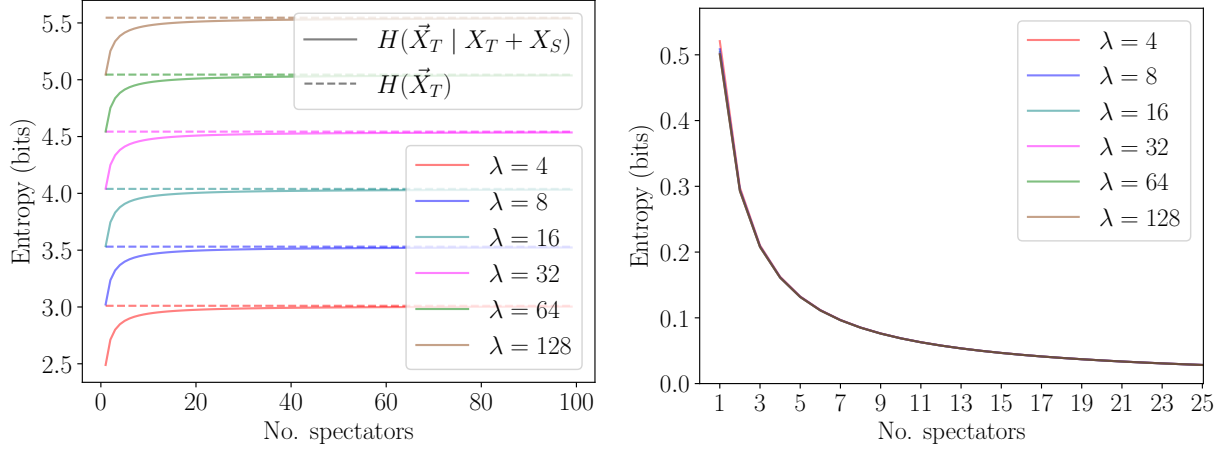 5.5
5.0
4.5
4.0
3.5
3.0
2.5
Entropy (bits)
0
20
40
60
80
100
No. spectators
H(\vec{X}_T | X_T + X_S)
H(\vec{X}_T)
λ = 4
λ = 8
λ = 16
λ = 32
λ = 64
λ = 128
0.5
0.4
0.3
0.2
0.1
0.0
Entropy (bits)
1
3
5
7
9
11
13
15
17
19
21
23
25
No. spectators
λ = 4
λ = 8
λ = 16
λ = 32
λ = 64
λ = 128